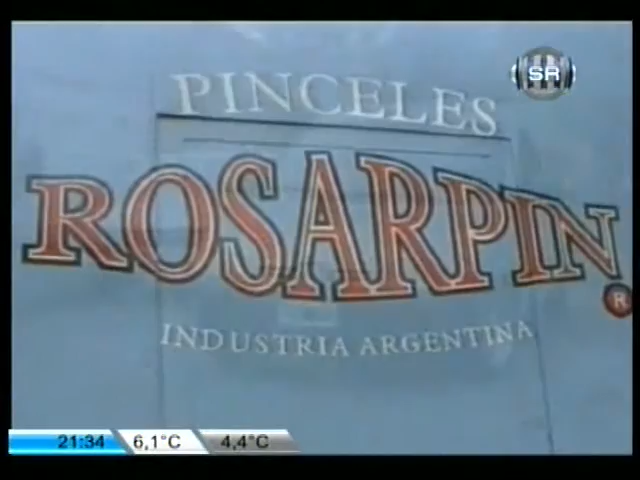 SR
PINCELES
ROSARPIN
R
INDUSTRIA ARGENTINA
21:34 6,1°C 4,4°C